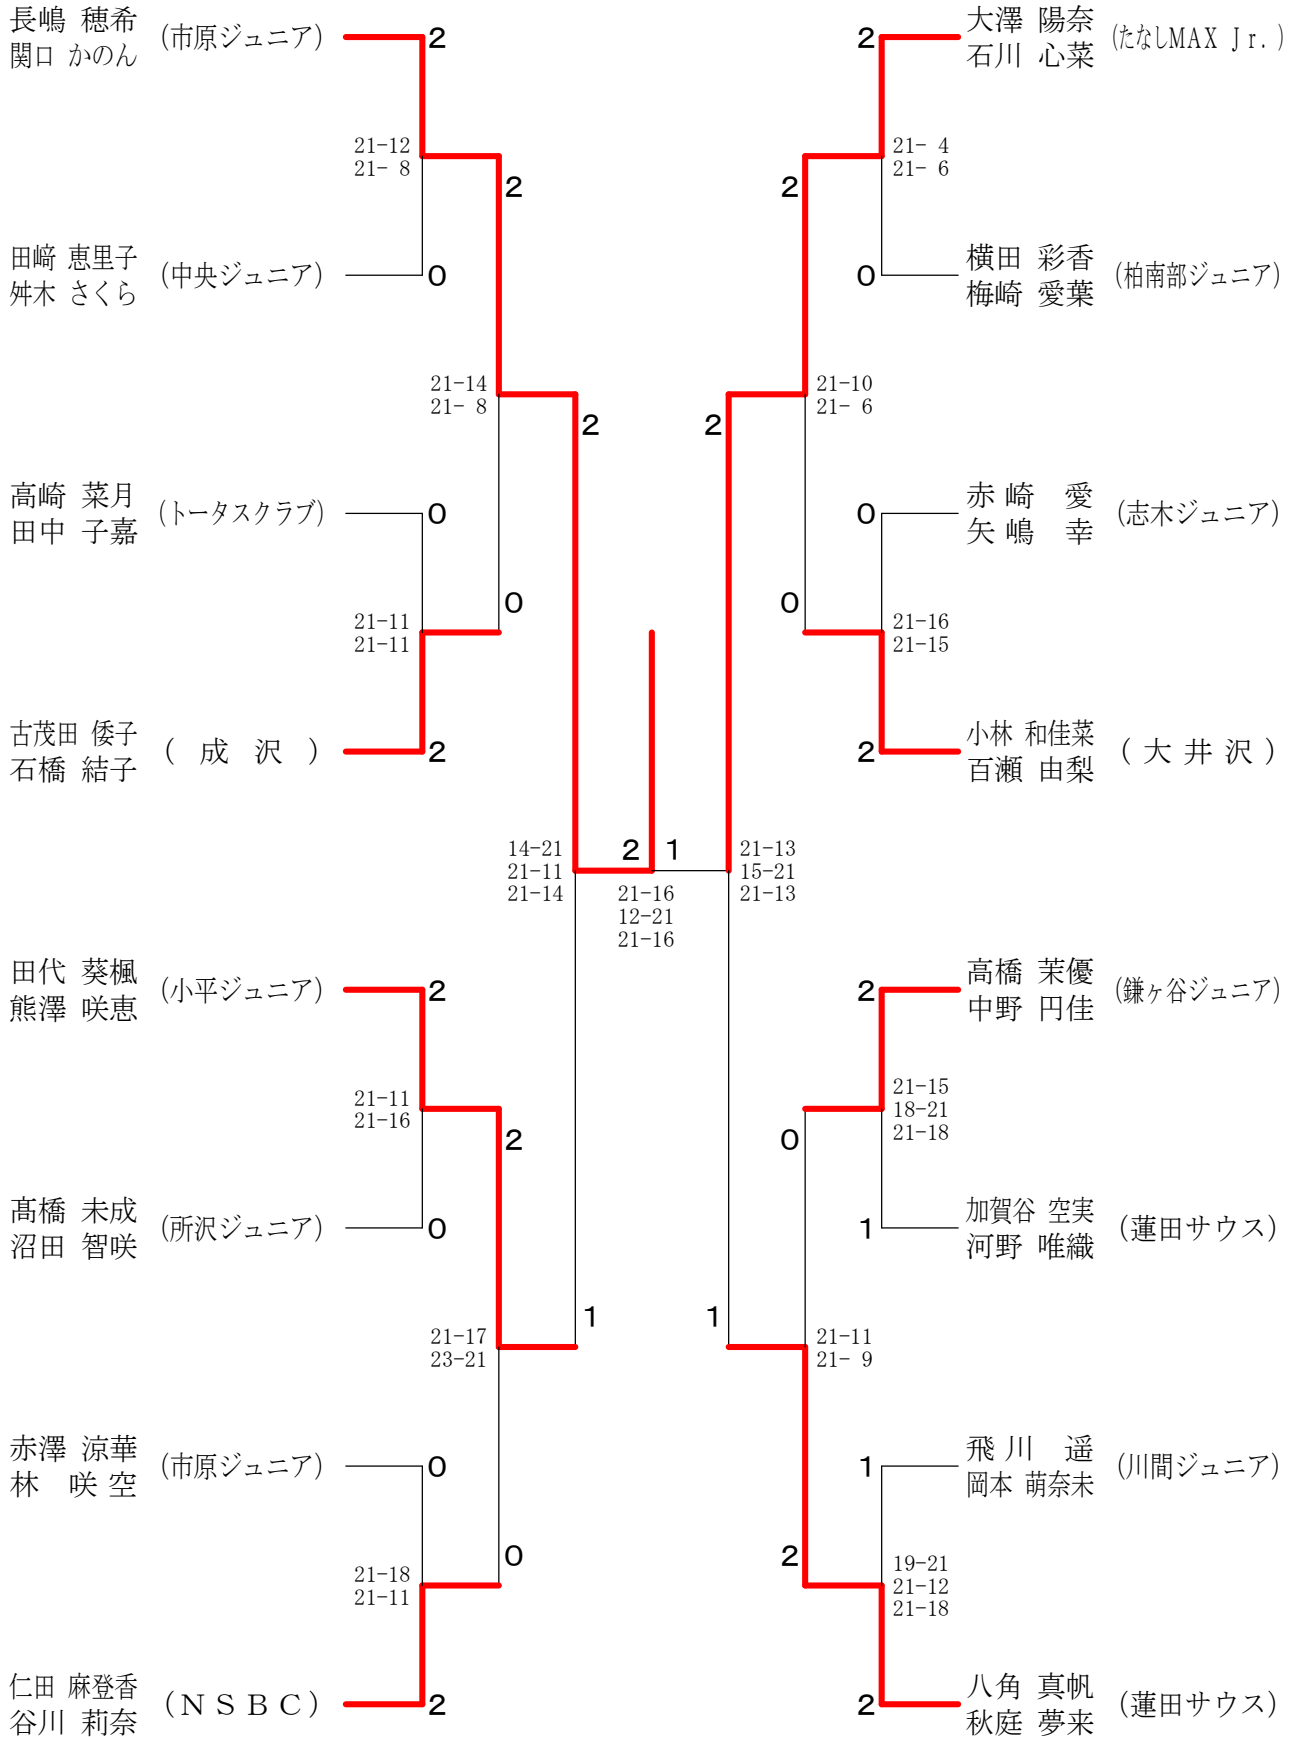 長嶋 穂希
関口 かのん
(市原ジュニア)
2
21-12
21- 8
2
田﨑 恵里子
舛木 さくら
(中央ジュニア)
0
21-14
21- 8
2
高崎 菜月
田中 子嘉
(トータスクラブ)
0
21-11
21-11
0
古茂田 倭子
石橋 結子
(成沢)
2
14-21
21-11
21-14
田代 葵楓
熊澤 咲恵
(小平ジュニア)
2
21-11
21-16
2
髙橋 未成
沼田 智咲
(所沢ジュニア)
0
21-17
23-21
1
赤澤 涼華
林 咲空
(市原ジュニア)
0
21-18
21-11
0
仁田 麻登香
谷川 莉奈
(NSBC)
2
2 1
21-16
12-21
21-16
大澤 陽奈
石川 心菜
(たなしMAX Jr.)
2
21- 4
21- 6
2
横田 彩香
梅崎 愛葉
(柏南部ジュニア)
0
21-10
21- 6
2
赤崎 愛
矢嶋 幸
(志木ジュニア)
0
21-16
21-15
0
小林 和佳菜
百瀬 由梨
(大井沢)
2
21-13
15-21
21-13
高橋 茉優
中野 円佳
(鎌ヶ谷ジュニア)
2
21-15
18-21
21-18
0
加賀谷 空実
河野 唯織
(蓮田サウス)
1
21-11
21- 9
1
飛川 遥
岡本 萌奈未
(川間ジュニア)
1
19-21
21-12
21-18
2
八角 真帆
秋庭 夢来
(蓮田サウス)
2